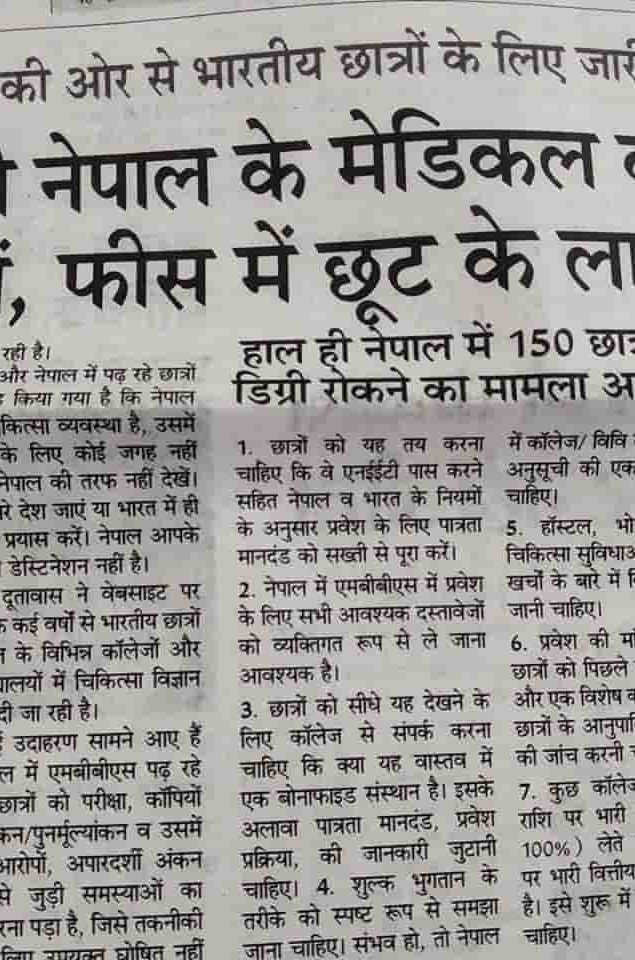 की ओर से भारतीय छात्रों के लिए जारी
नेपाल के मेडिकल
, फीस में छूट के ला
रही है।
और नेपाल में पढ़ रहे छात्रों
किया गया है कि नेपाल
कित्सा व्यवस्था है, उसमें
के लिए कोई जगह नहीं
नेपाल की तरफ नहीं देखें।
रे देश जाएं या भारत में ही
प्रयास करें। नेपाल आपके
डेस्टिनेशन नहीं है।
दूतावास ने वेबसाइट पर
कई वर्षों से भारतीय छात्रों
के विभिन्न कॉलेजों और
ालयों में चिकित्सा विज्ञान
दी जा रही है।
उदाहरण सामने आए हैं
ल में एमबीबीएस पढ़ रहे
छात्रों को परीक्षा, कॉपियों
कन/पुनर्मूल्यांकन व उसमें
आरोपों, अपारदर्शी अंकन
से जुड़ी समस्याओं का
रना पड़ा है, जिसे तकनीकी
लिए उपयुक्त घोषित नहीं
हाल ही नेपाल में 150 छात्र
डिग्री रोकने का मामला अ
1. छात्रों को यह तय करना
चाहिए कि वे एनईईटी पास करने
सहित नेपाल व भारत के नियमों
के अनुसार प्रवेश के लिए पात्रता
मानदंड को सख्ती से पूरा करें।
2. नेपाल में एमबीबीएस में प्रवेश
के लिए सभी आवश्यक दस्तावेजों
को व्यक्तिगत रूप से ले जाना
आवश्यक है।
3. छात्रों को सीधे यह देखने के
लिए कॉलेज से संपर्क करना
चाहिए कि क्या यह वास्तव में
एक बोनाफाइड संस्थान है। इसके
अलावा पात्रता मानदंड, प्रवेश
प्रक्रिया, की जानकारी जुटानी
चाहिए। 4. शुल्क भुगतान के
तरीके को स्पष्ट रूप से समझा
जाना चाहिए। संभव हो, तो नेपाल
में कॉलेज/ विवि
अनुसूची की एक
चाहिए।
5. हॉस्टल, भो
चिकित्सा सुविधाअ
खर्चों के बारे में
जानी चाहिए।
6. प्रवेश की मा
छात्रों को पिछले
और एक विशेष
छात्रों के आनुपा
की जांच करनी
7. कुछ कॉलेज
राशि पर भारी
100%) लेते
पर भारी वित्तीय
है। इसे शुरू में
चाहिए।